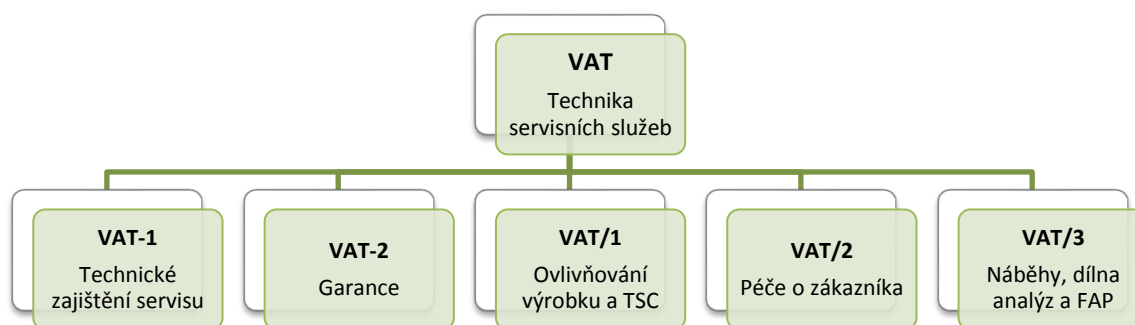 VAT
Technika
servisních služeb
VAT-1
Technické
zajištění servisu
VAT-2
Garance
VAT/1
Ovlivňování
výrobku a TSC
VAT/2
Péče o zákazníka
VAT/3
Náběhy, dílna
analýz a FAP